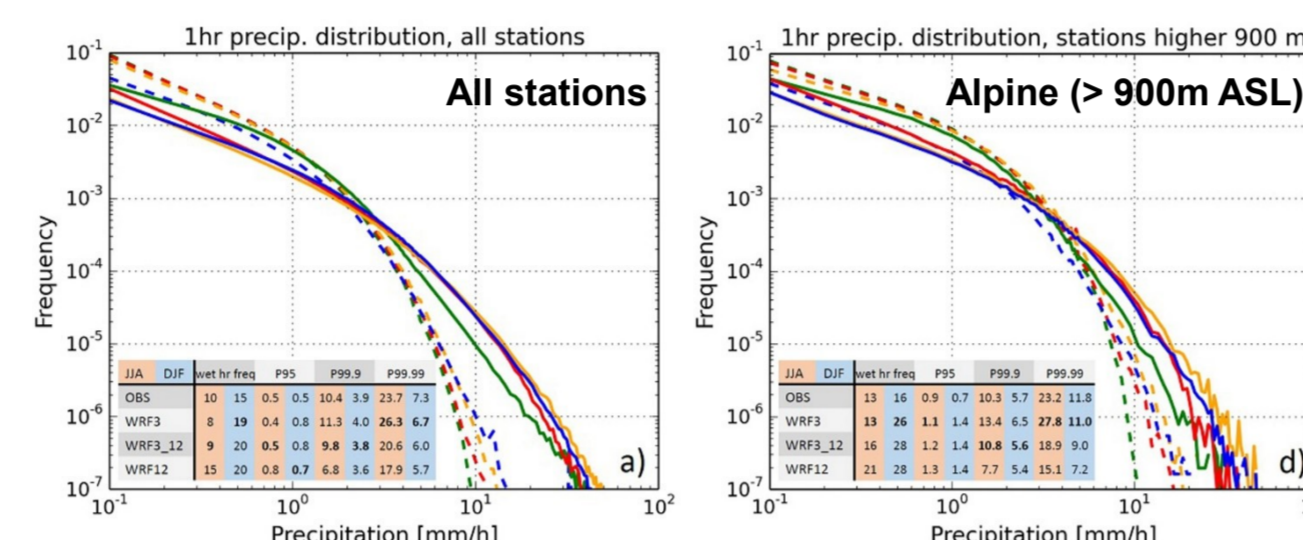 1hr precip. distribution, all stations
All stations
10^-1
10^-2
10^-3
10^-4
10^-5
10^-6
10^-7
Frequency
JJA DJF wet hr freq P95 P99.9 P99.99
OBS 10 15 0.5 0.5 10.4 3.9 23.7 7.3
WRF3 8 19 0.4 0.8 11.3 4.0 26.3 6.7
WRF3_12 9 20 0.5 0.8 9.8 3.8 20.6 6.0
WRF12 15 20 0.8 0.7 6.8 3.6 17.9 5.7
a)
10^-1 10^0 10^1 10^2
Precipitation [mm/h]
1hr precip. distribution, stations higher 900 m
Alpine (> 900m ASL)
10^-1
10^-2
10^-3
10^-4
10^-5
10^-6
10^-7
Frequency
JJA DJF wet hr freq P95 P99.9 P99.99
OBS 13 16 0.9 0.7 10.3 5.7 23.2 11.8
WRF3 13 26 1.1 1.4 13.4 6.5 27.8 11.0
WRF3_12 16 28 1.2 1.4 10.8 5.6 18.9 9.0
WRF12 21 28 1.3 1.4 7.7 5.4 15.1 7.2
d)
10^-1 10^0 10^1
Precipitation [mm/h]